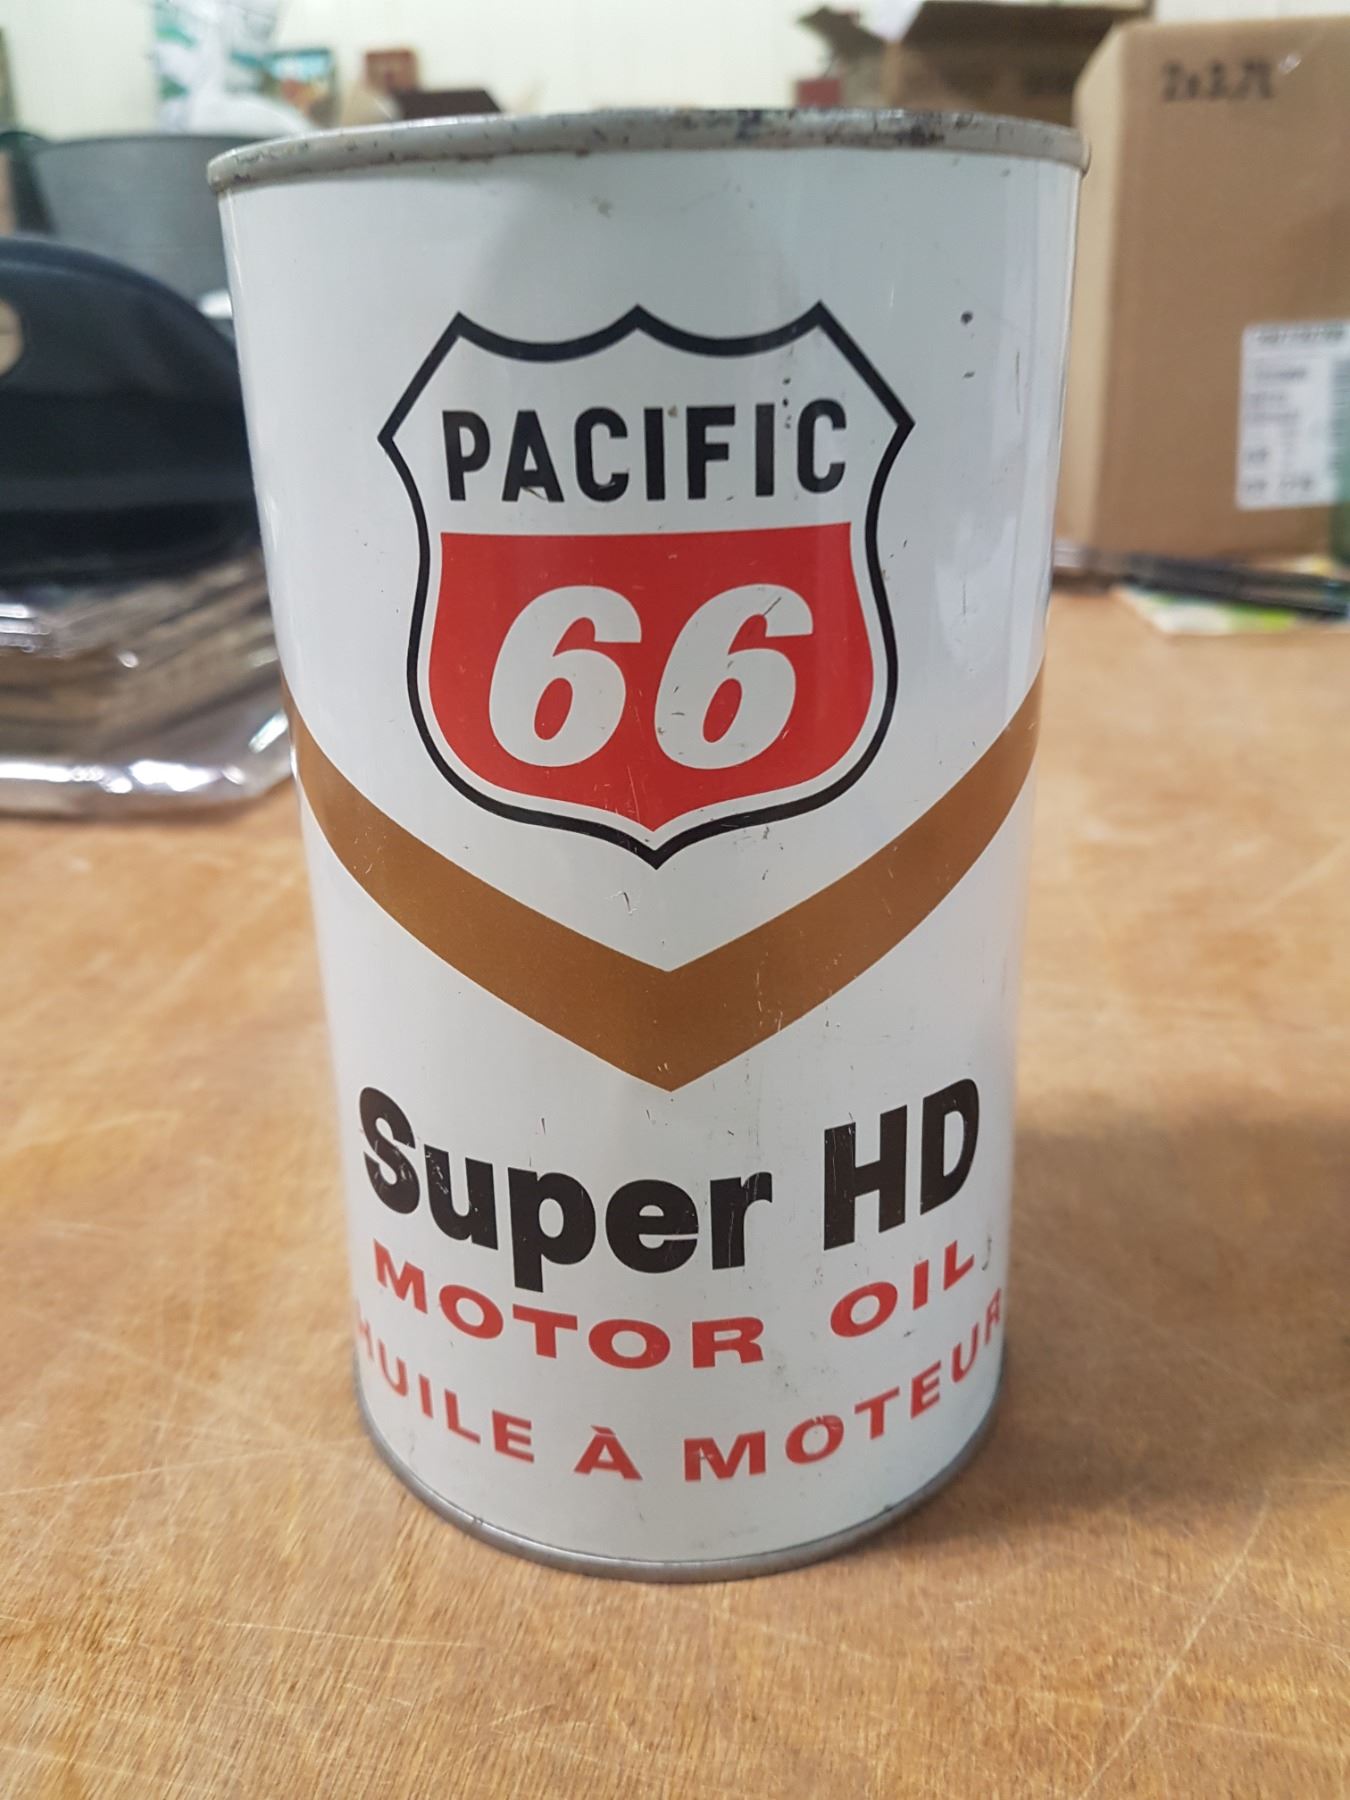 PACIFIC
66
Super HD
MOTOR OIL
HUILE À MOTEUR